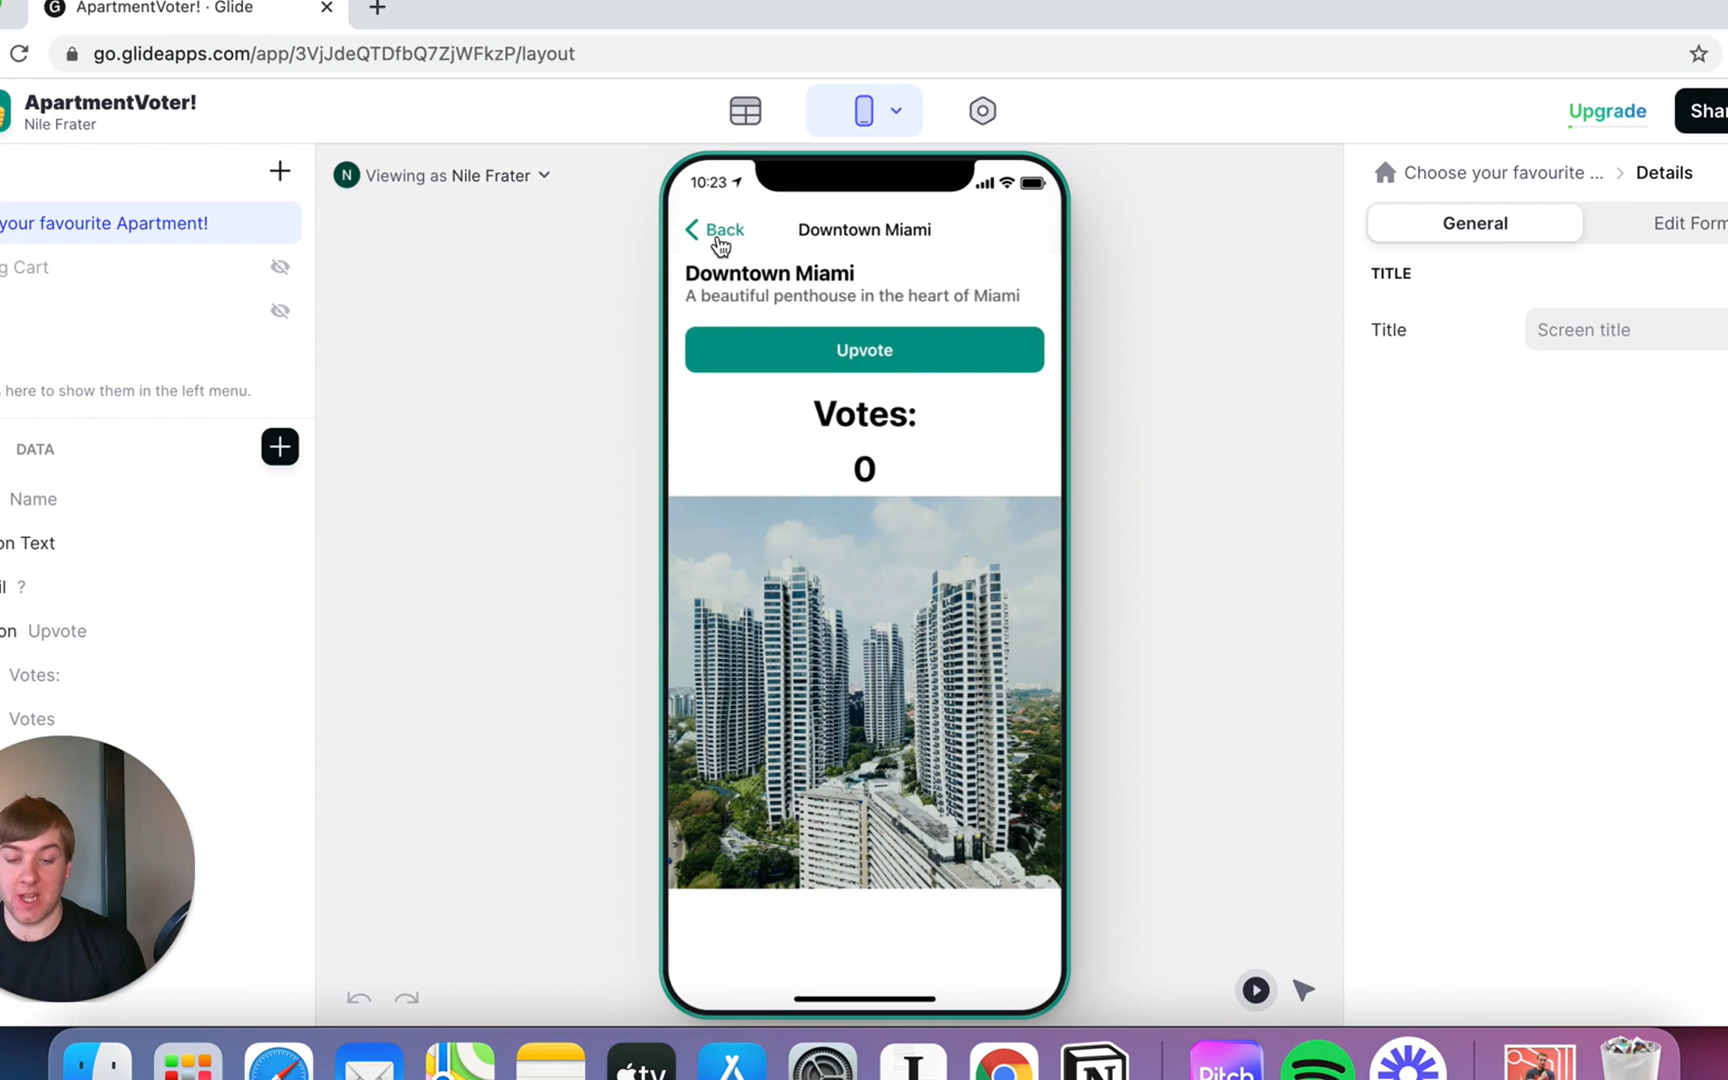 ApartmentVoter! · Glide
go.glideapps.com/app/3VjJdeQTDfbQ7ZjWFkzP/layout
ApartmentVoter!
Nile Frater
Upgrade
Shar
your favourite Apartment!
g Cart
s here to show them in the left menu.
DATA
Name
on Text
il ?
on Upvote
Votes:
Votes
N Viewing as Nile Frater
10:23
Back
Downtown Miami
Downtown Miami
A beautiful penthouse in the heart of Miami
Upvote
Votes:
0
Choose your favourite ... > Details
General
Edit Form
TITLE
Title
Screen title
tv
Pitch